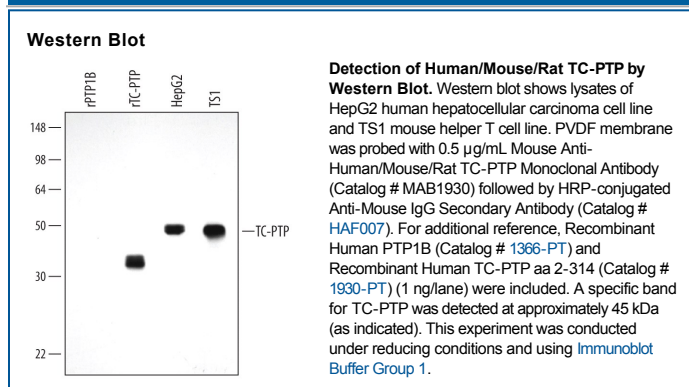 Western Blot
rPTP1B
rTC-PTP
HepG2
TS1
148
98
64
50
30
22
TC-PTP
Detection of Human/Mouse/Rat TC-PTP by
Western Blot. Western blot shows lysates of
HepG2 human hepatocellular carcinoma cell line
and TS1 mouse helper T cell line. PVDF membrane
was probed with 0.5 µg/mL Mouse Anti-
Human/Mouse/Rat TC-PTP Monoclonal Antibody
(Catalog # MAB1930) followed by HRP-conjugated
Anti-Mouse IgG Secondary Antibody (Catalog #
HAF007). For additional reference, Recombinant
Human PTP1B (Catalog # 1366-PT) and
Recombinant Human TC-PTP aa 2-314 (Catalog #
1930-PT) (1 ng/lane) were included. A specific band
for TC-PTP was detected at approximately 45 kDa
(as indicated). This experiment was conducted
under reducing conditions and using Immunoblot
Buffer Group 1.